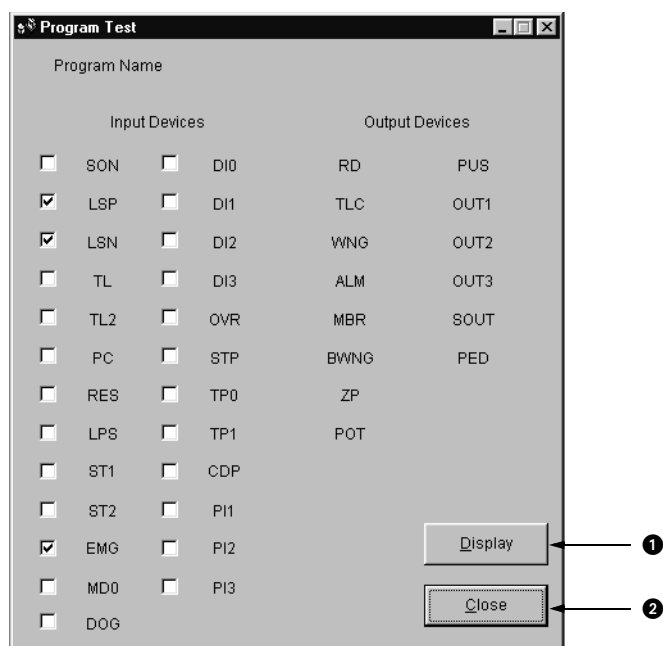 Program Test
Program Name
Input Devices Output Devices
SON DI0 RD PUS
LSP DI1 TLC OUT1
LSN DI2 WNG OUT2
TL DI3 ALM OUT3
TL2 OVR MBR SOUT
PC STP BWNG PED
RES TP0 ZP
LPS TP1 POT
ST1 CDP
ST2 PI1
EMG PI2 Display 1
MD0 PI3 Close 2
DOG